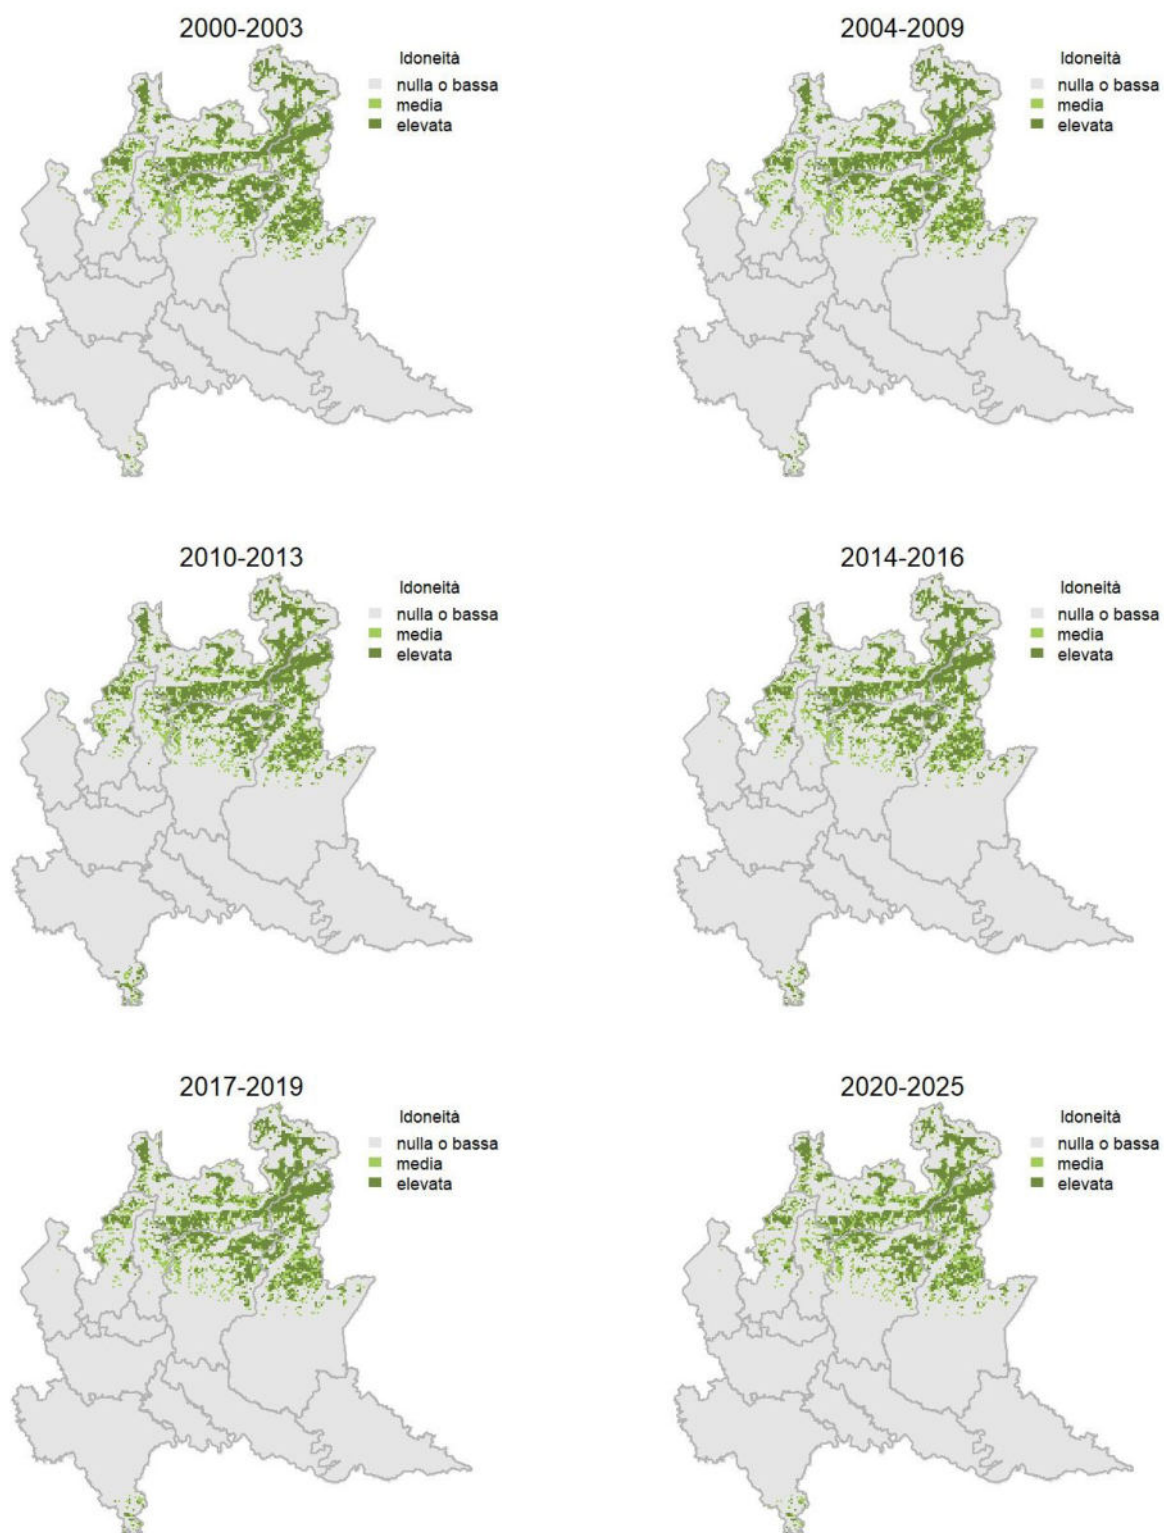 2000-2003
Idoneità
nulla o bassa
media
elevata
2004-2009
Idoneità
nulla o bassa
media
elevata
2010-2013
Idoneità
nulla o bassa
media
elevata
2014-2016
Idoneità
nulla o bassa
media
elevata
2017-2019
Idoneità
nulla o bassa
media
elevata
2020-2025
Idoneità
nulla o bassa
media
elevata